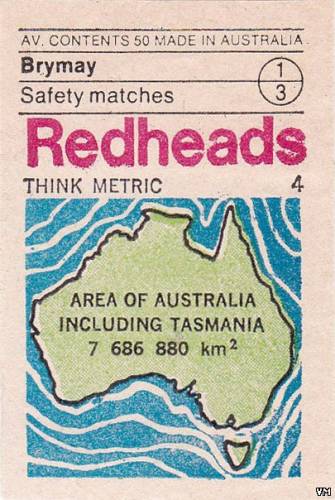 AV. CONTENTS 50 MADE IN AUSTRALIA
Brymay
1
Safety matches
3
Redheads
THINK METRIC 4
AREA OF AUSTRALIA
INCLUDING TASMANIA
7 686 880 km²
VM